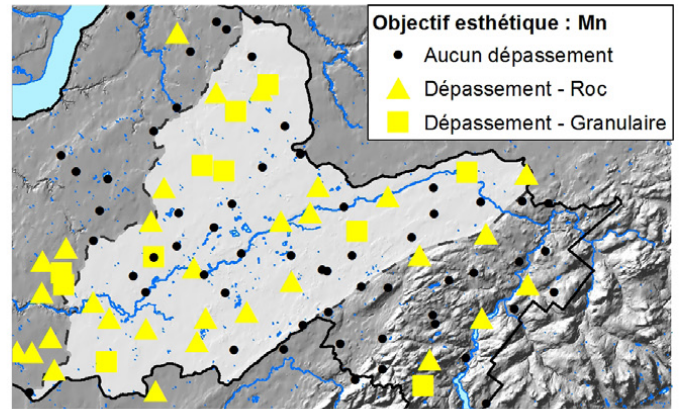 Objectif esthétique : Mn
Aucun dépassement
Dépassement - Roc
Dépassement - Granulaire